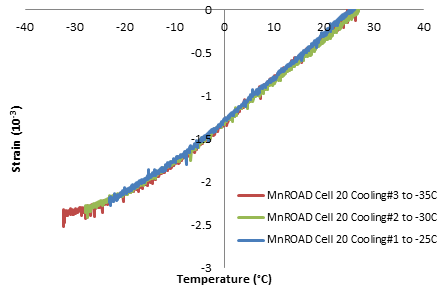 -40 -30 -20 -10 0 10 20 30 40
0
-0.5
-1
-1.5
-2
-2.5
-3
Strain (10⁻³)
MnROAD Cell 20 Cooling#3 to -35C
MnROAD Cell 20 Cooling#2 to -30C
MnROAD Cell 20 Cooling#1 to -25C
Temperature (°C)